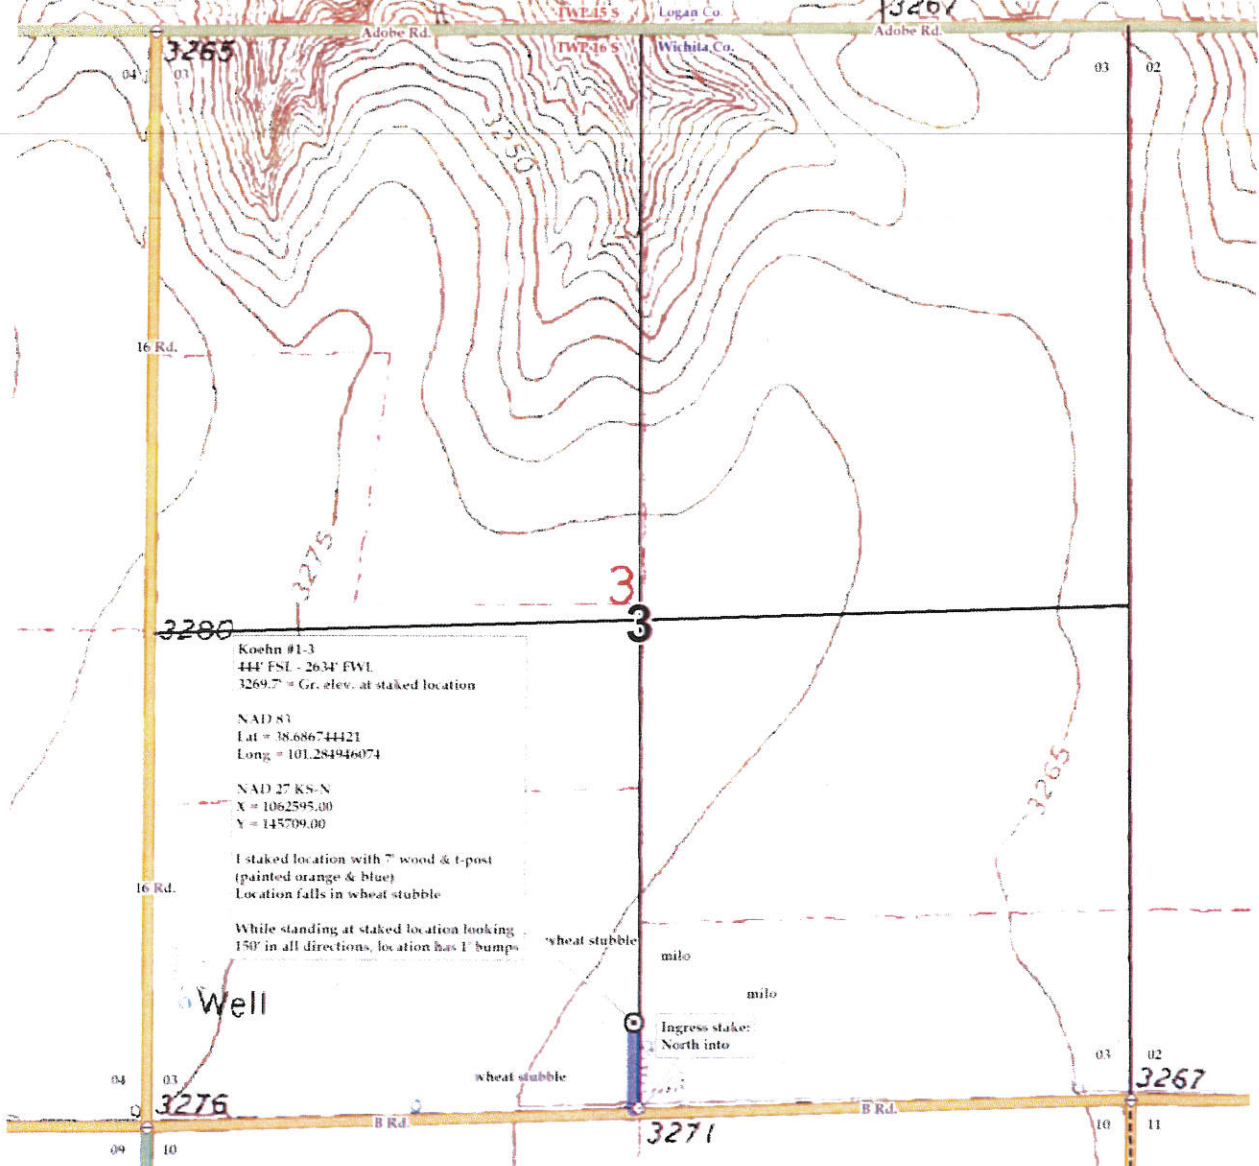 3267
TWP 15 S
Logan Co.
Adobe Rd.
Adobe Rd.
3265
TWP 16 S
Wichita Co.
04
03
03
02
3250
16 Rd.
3275
3
3
3280
Koehn #1-3
444' FSL - 2634' FWL
3269.7' = Gr. elev. at staked location
NAD 83
Lat = 38.686744421
Long = 101.284946074
NAD 27 KS-N
X = 1062595.00
Y = 145709.00
I staked location with 7' wood & t-post
(painted orange & blue)
Location falls in wheat stubble
While standing at staked location looking
150' in all directions, location has 1' bumps
3265
16 Rd.
wheat stubble
milo
milo
Well
Ingress stake:
North into
wheat stubble
04
03
03
02
3276
3267
B Rd.
B Rd.
3271
09
10
10
11